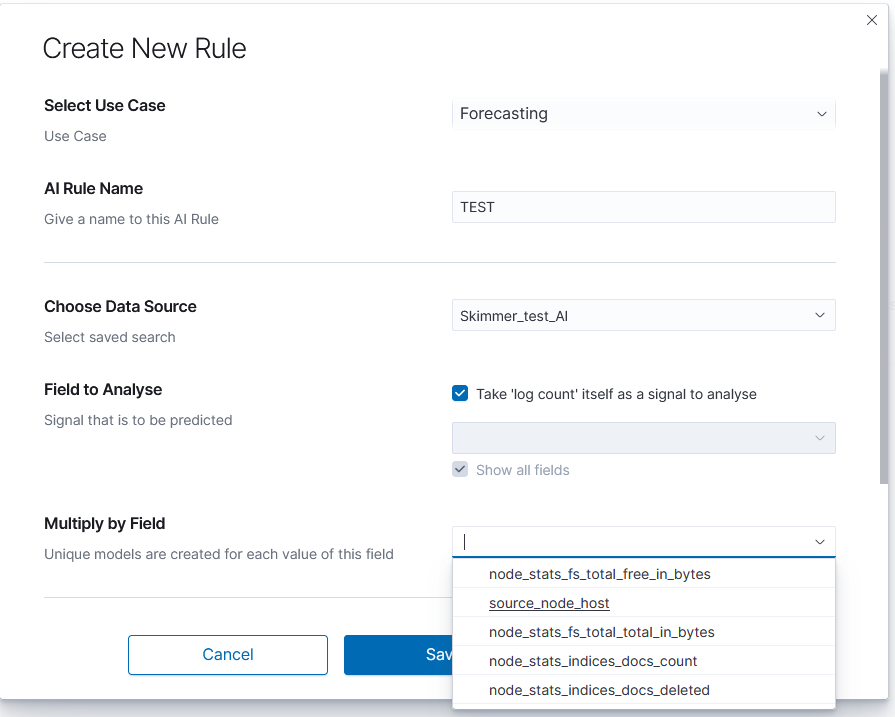 Create New Rule
Select Use Case
Use Case
Forecasting
AI Rule Name
Give a name to this AI Rule
TEST
Choose Data Source
Select saved search
Skimmer_test_AI
Field to Analyse
Signal that is to be predicted
Take 'log count' itself as a signal to analyse
Show all fields
Multiply by Field
Unique models are created for each value of this field
node_stats_fs_total_free_in_bytes
source_node_host
node_stats_fs_total_total_in_bytes
node_stats_indices_docs_count
node_stats_indices_docs_deleted
Cancel
Sav